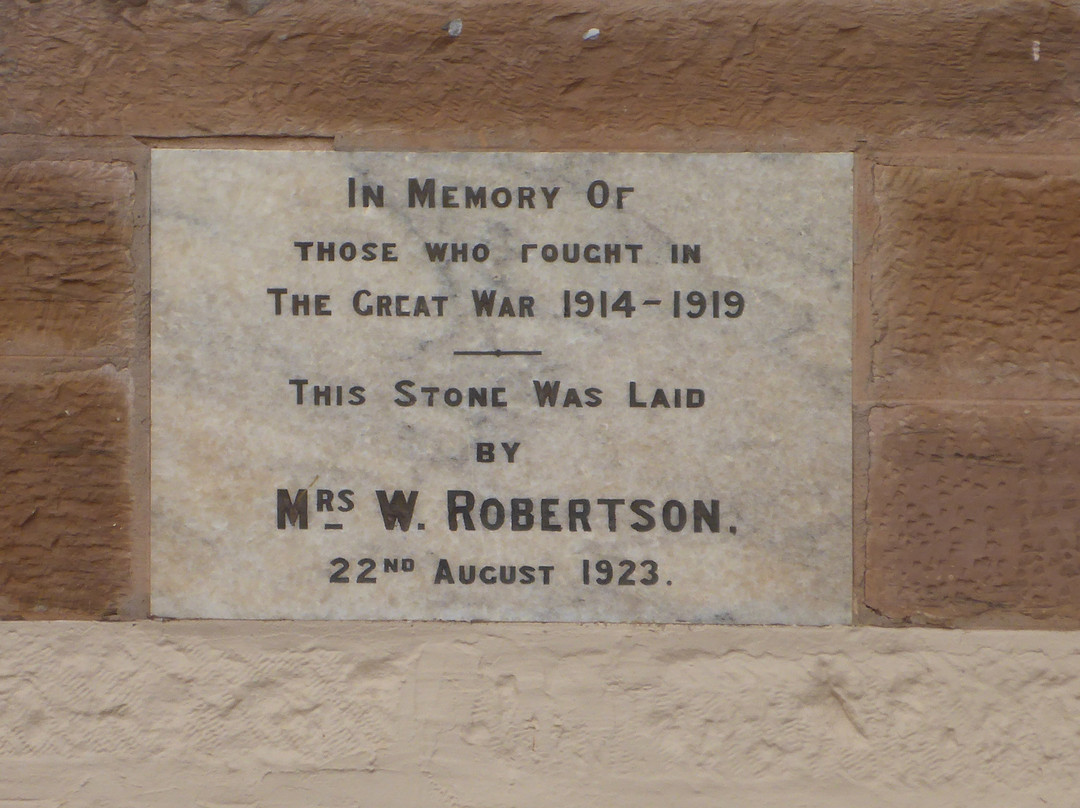 In Memory Of
THOSE WHO FOUGHT IN
The Great War 1914-1919
This Stone Was Laid
BY
Mrs W. Robertson.
22ND August 1923.